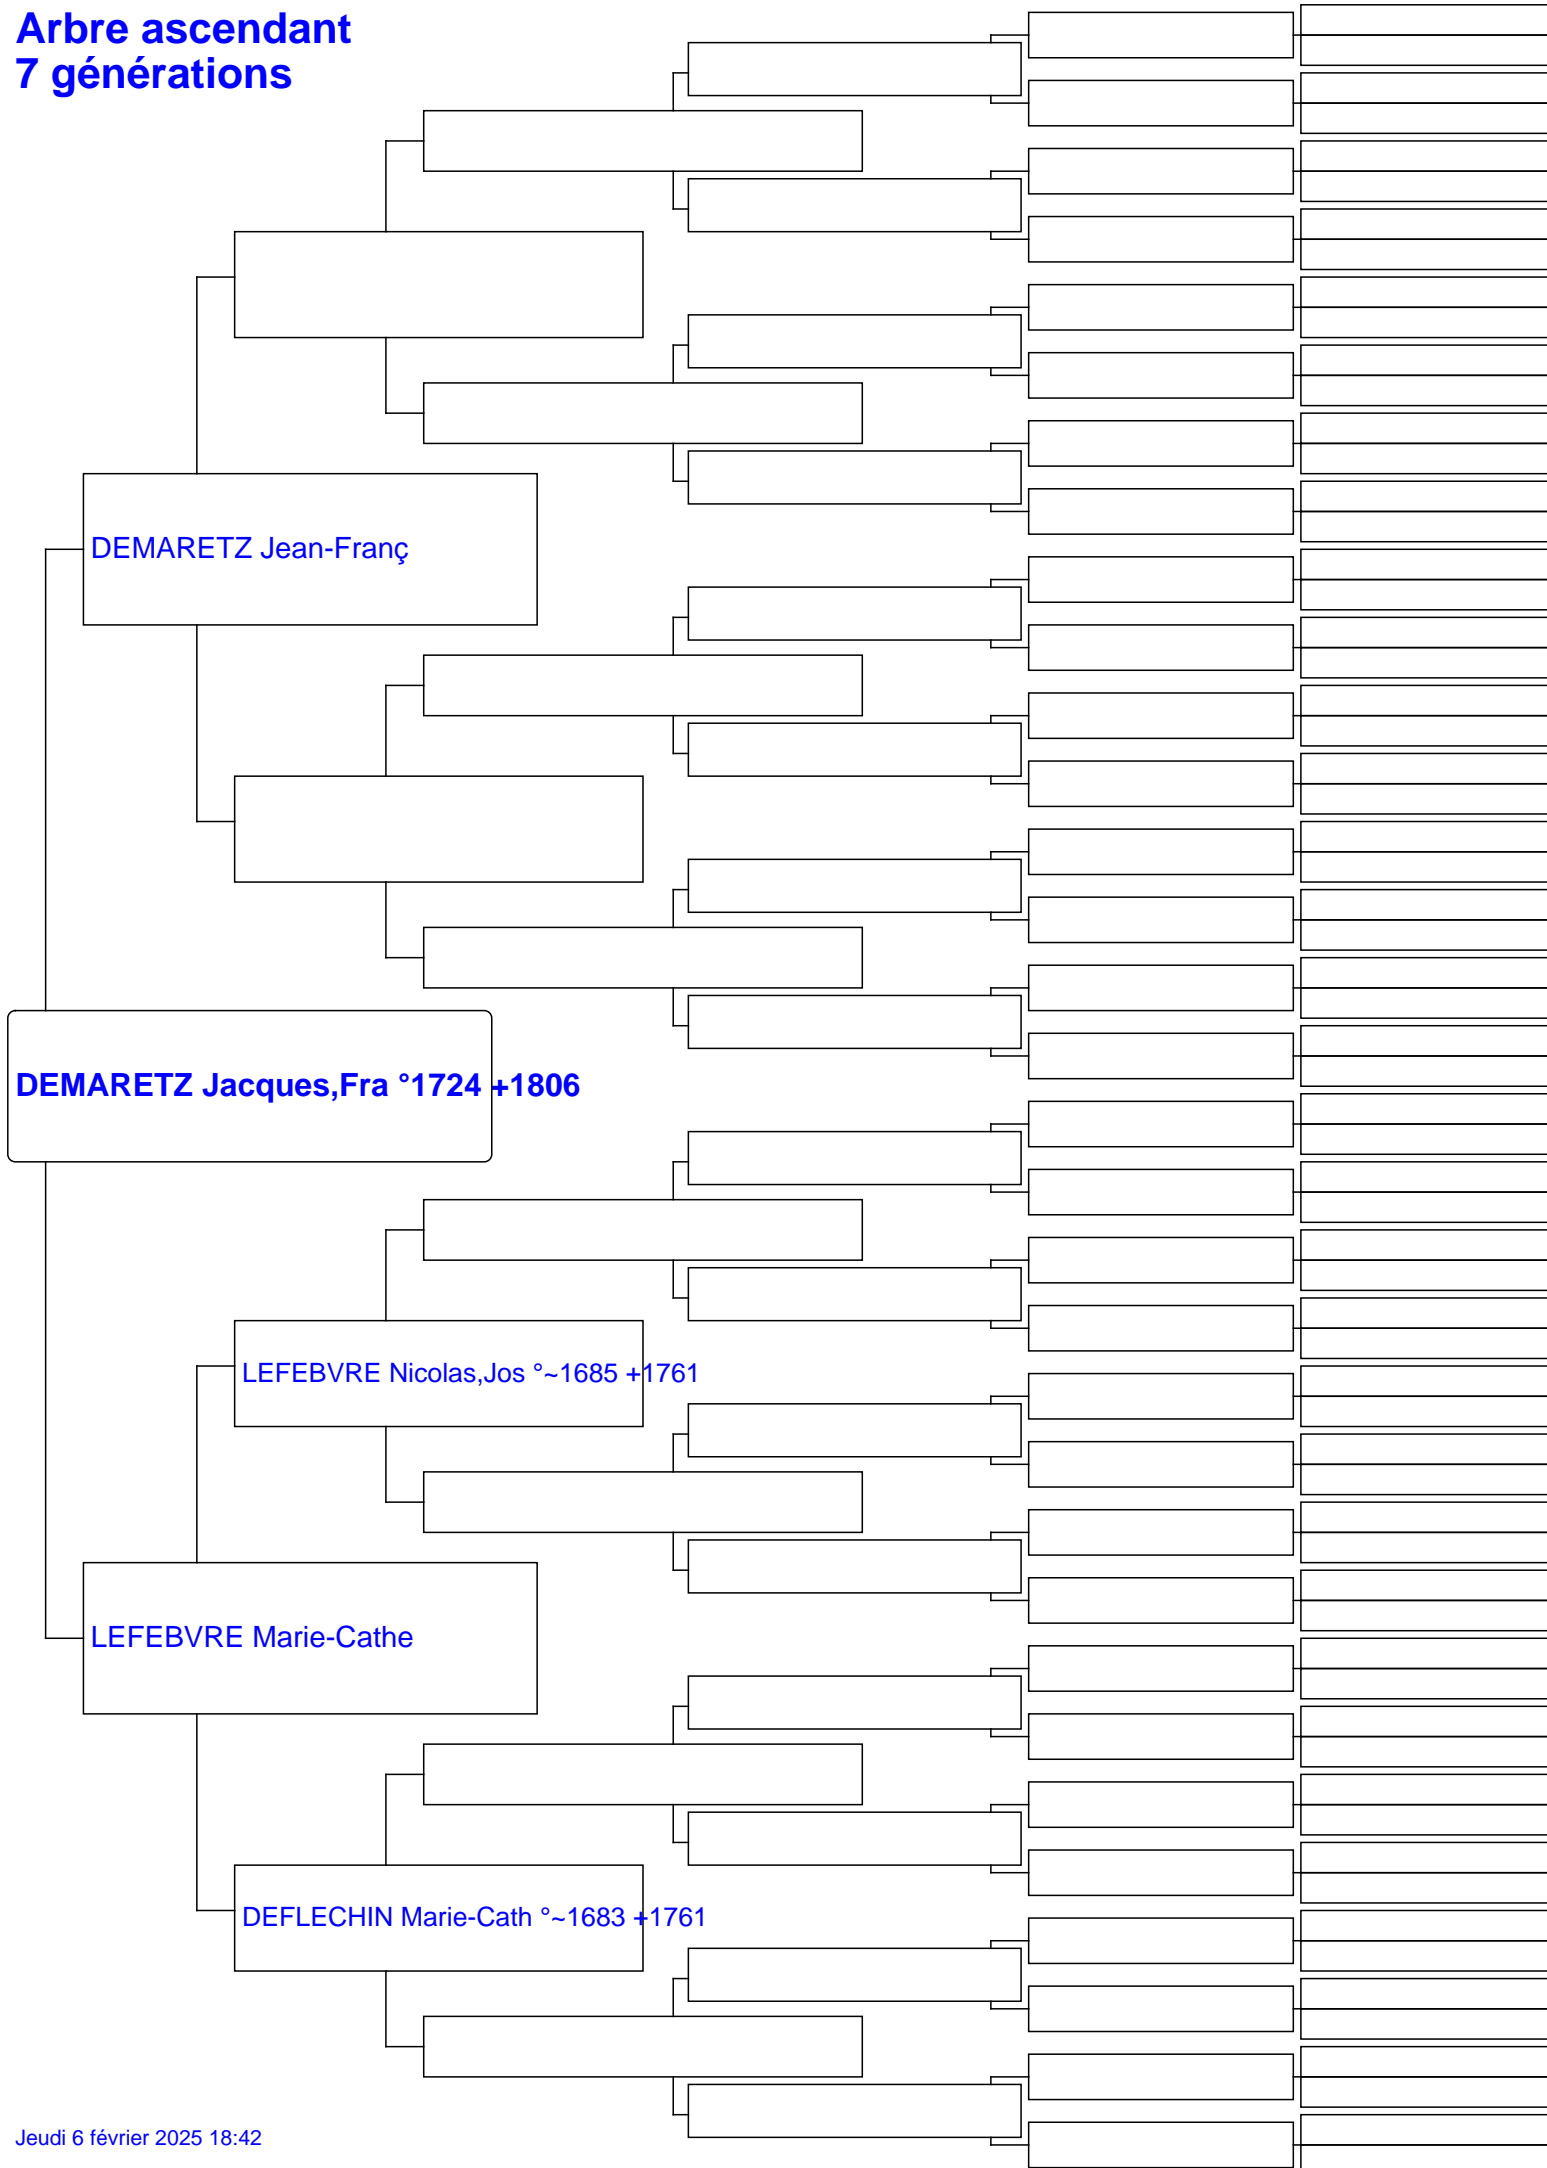 Arbre ascendant
7 générations
DEMARETZ Jean-Franç
DEMARETZ Jacques,Fra °1724 +1806
LEFEBVRE Nicolas,Jos °~1685 +1761
LEFEBVRE Marie-Cathe
DEFLECHIN Marie-Cath °~1683 +1761
Jeudi 6 février 2025 18:42